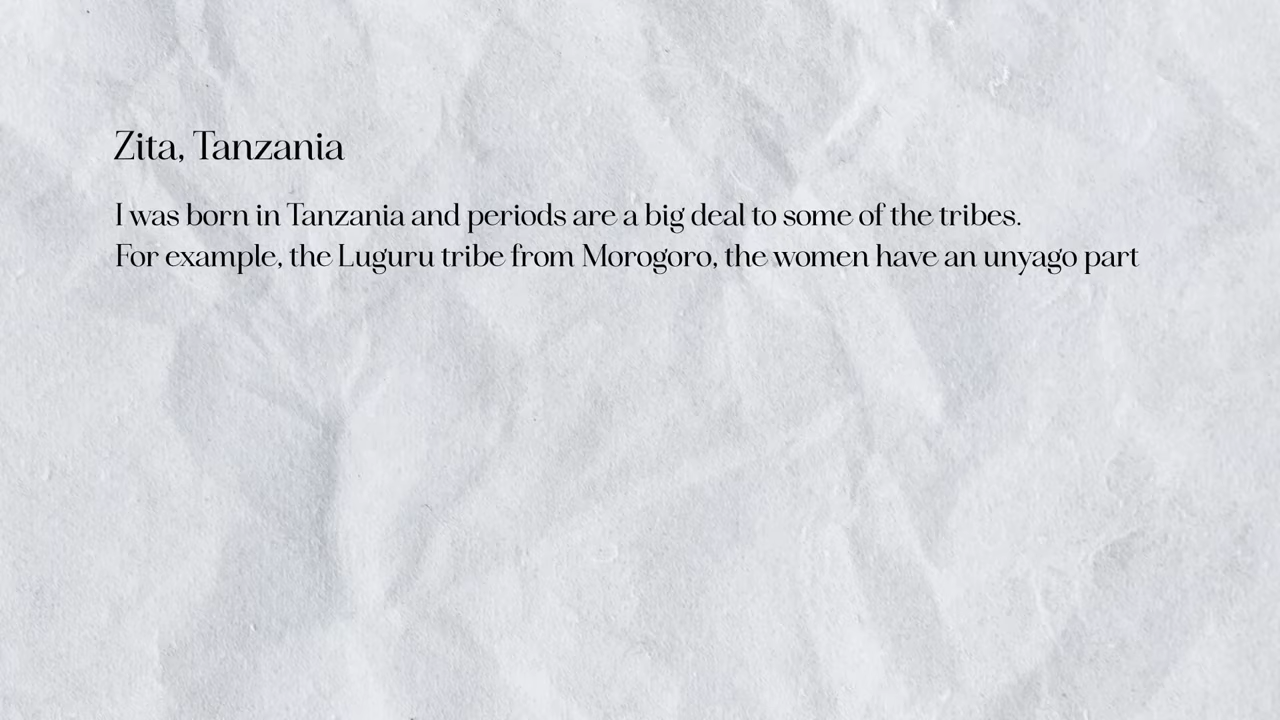 Zita, Tanzania
I was born in Tanzania and periods are a big deal to some of the tribes.
For example, the Luguru tribe from Morogoro, the women have an unyago part